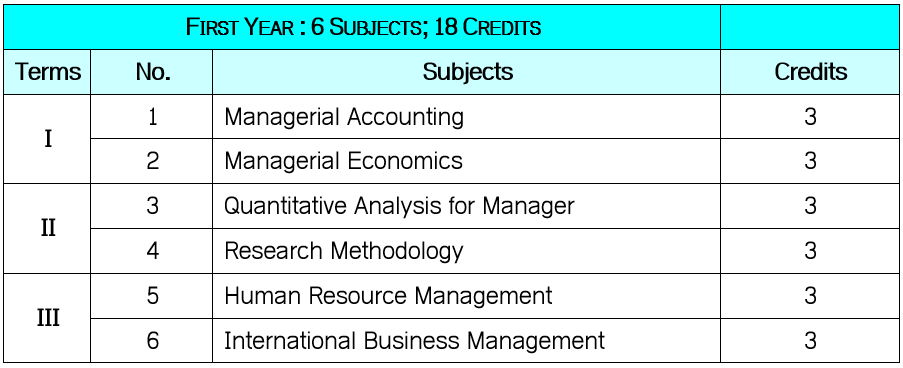 FIRST YEAR : 6 SUBJECTS; 18 CREDITS
Terms No. Subjects Credits
I
1 Managerial Accounting 3
2 Managerial Economics 3
II
3 Quantitative Analysis for Manager 3
4 Research Methodology 3
III
5 Human Resource Management 3
6 International Business Management 3